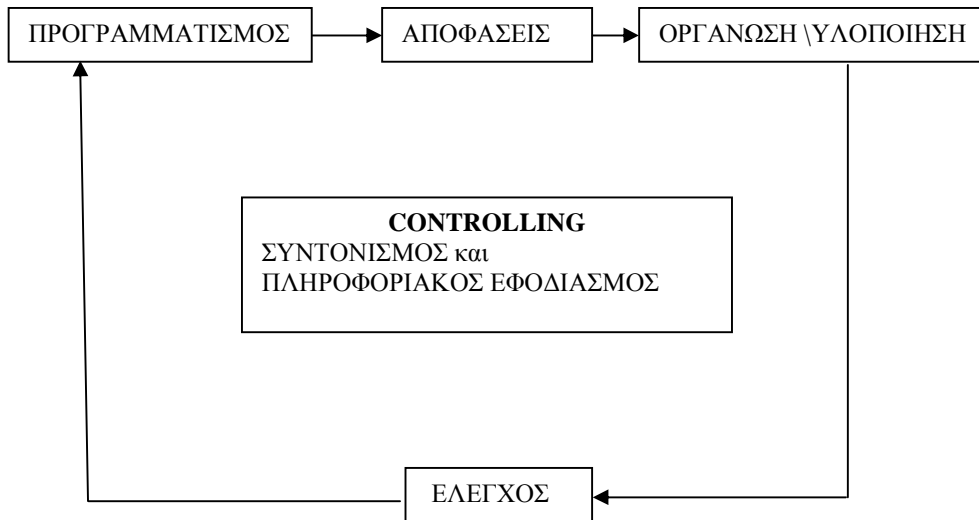 ΠΡΟΓΡΑΜΜΑΤΙΣΜΟΣ
ΑΠΟΦΑΣΕΙΣ
ΟΡΓΑΝΩΣΗ \ΥΛΟΠΟΙΗΣΗ
CONTROLLING
ΣΥΝΤΟΝΙΣΜΟΣ και
ΠΛΗΡΟΦΟΡΙΑΚΟΣ ΕΦΟΔΙΑΣΜΟΣ
ΕΛΕΓΧΟΣ